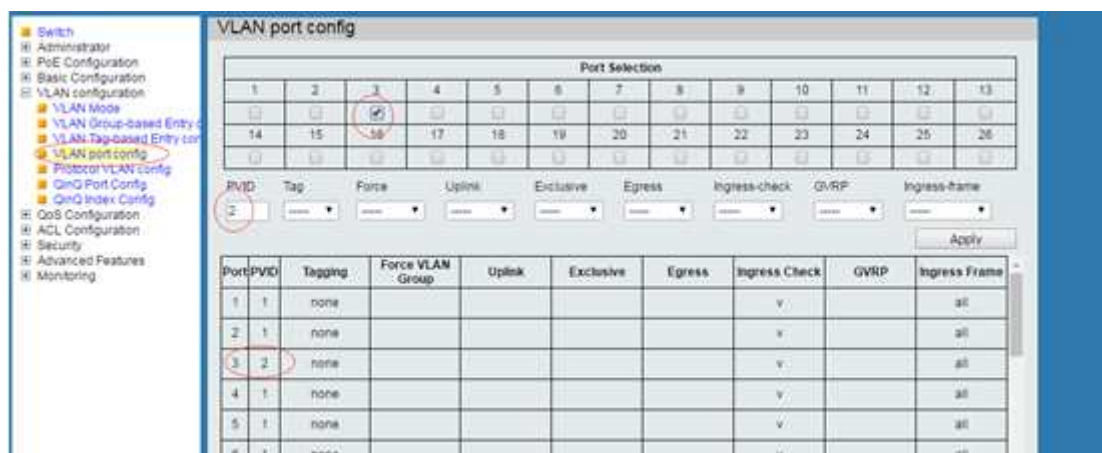 Switch
Administrator
PoE Configuration
Basic Configuration
VLAN configuration
VLAN Mode
VLAN Group-based Entry c
VLAN Tag-based Entry con
VLAN port config
Protocol VLAN config
QinQ Port Config
QinQ Index Config
QoS Configuration
ACL Configuration
Security
Advanced Features
Monitoring
VLAN port config
Port Selection
1 2 3 4 5 6 7 8 9 10 11 12 13
14 15 16 17 18 19 20 21 22 23 24 25 26
PVID Tag Force Uplink Exclusive Egress Ingress-check GVRP Ingress-frame
2 ----- ----- ----- ----- ----- ----- ----- -----
Apply
Port PVID Tagging Force VLAN Group Uplink Exclusive Egress Ingress Check GVRP Ingress Frame
1 1 none v all
2 1 none v all
3 2 none v all
4 1 none v all
5 1 none v all